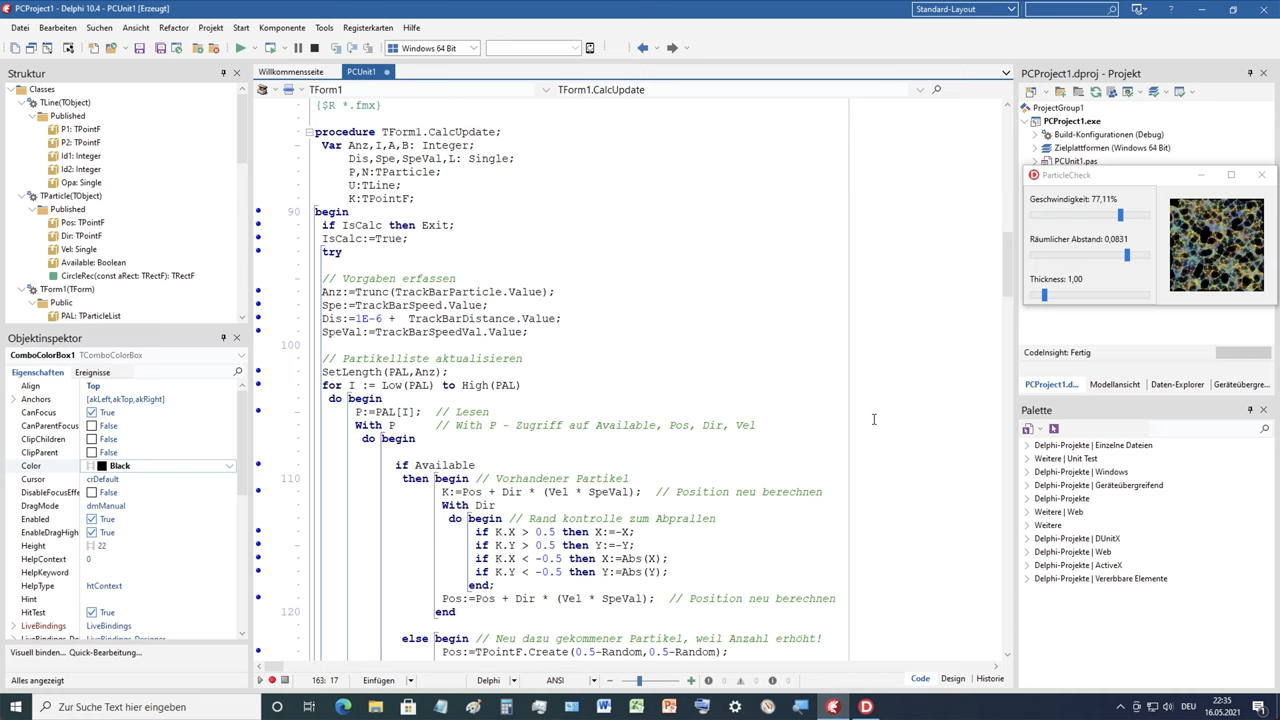 PCProject1 - Delphi 10.4 - PCUnit1 [Erzeugt]
Standard-Layout
Datei Bearbeiten Suchen Ansicht Refactor Projekt Start Komponente Tools Registerkarten Hilfe
Windows 64 Bit
Struktur
Classes
TLine(TObject)
Published
P1: TPointF
P2: TPointF
Id1: Integer
Id2: Integer
Opa: Single
TParticle(TObject)
Published
Pos: TPointF
Dir: TPointF
Vel: Single
Available: Boolean
CircleRec(const aRect: TRectF): TRectF
TForm1(TForm)
Public
PAL: TParticleList
Objektinspektor
ComboColorBox1 TComboColorBox
Eigenschaften Ereignisse
Align Top
Anchors [akLeft,akTop,akRight]
CanFocus True
CanParentFocus False
ClipChildren False
ClipParent False
Color Black
Cursor crDefault
DisableFocusEffe False
DragMode dmManual
Enabled True
EnableDragHigh True
Height 22
HelpContext 0
HelpKeyword
HelpType htContext
Hint
HitTest True
LiveBindings LiveBindings
LiveBindings Des LiveBindings Designer
Visuell binden... Quick-Bearbeitung...
Alles angezeigt
Willkommensseite PCUnit1
TForm1 TForm1.CalcUpdate
{$R *.fmx}
procedure TForm1.CalcUpdate;
Var Anz,I,A,B: Integer;
Dis,Spe,SpeVal,L: Single;
P,N:TParticle;
U:TLine;
K:TPointF;
90 begin
if IsCalc then Exit;
IsCalc:=True;
try
// Vorgaben erfassen
Anz:=Trunc(TrackBarParticle.Value);
Spe:=TrackBarSpeed.Value;
Dis:=1E-6 + TrackBarDistance.Value;
SpeVal:=TrackBarSpeedVal.Value;
100
// Partikelliste aktualisieren
SetLength(PAL,Anz);
for I := Low(PAL) to High(PAL)
do begin
P:=PAL[I]; // Lesen
With P // With P - Zugriff auf Available, Pos, Dir, Vel
do begin
if Available
110 then begin // Vorhandener Partikel
K:=Pos + Dir * (Vel * SpeVal); // Position neu berechnen
With Dir
do begin // Rand kontrolle zum Abprallen
if K.X > 0.5 then X:=-X;
if K.Y > 0.5 then Y:=-Y;
if K.X < -0.5 then X:=Abs(X);
if K.Y < -0.5 then Y:=Abs(Y);
end;
Pos:=Pos + Dir * (Vel * SpeVal); // Position neu berechnen
120 end
else begin // Neu dazu gekommener Partikel, weil Anzahl erhöht!
Pos:=TPointF.Create(0.5-Random,0.5-Random);
163: 17 Einfügen Delphi ANSI 0 0 0 Code Design Historie
PCProject1.dproj - Projekt
ProjectGroup1
PCProject1.exe
Build-Konfigurationen (Debug)
Zielplattformen (Windows 64 Bit)
PCUnit1.pas
ParticleCheck
Geschwindigkeit: 77,11%
Räumlicher Abstand: 0,0831
Thickness: 1,00
CodeInsight: Fertig
PCProject1.d... Modellansicht Daten-Explorer Geräteübergre...
Palette
Delphi-Projekte | Einzelne Dateien
Weitere | Unit Test
Delphi-Projekte | Windows
Delphi-Projekte | Geräteübergreifend
Delphi-Projekte
Weitere | Web
Weitere
Delphi-Projekte | DUnitX
Delphi-Projekte | Web
Delphi-Projekte | ActiveX
Delphi-Projekte | Vererbbare Elemente
Zur Suche Text hier eingeben
DEU
22:35
16.05.2021